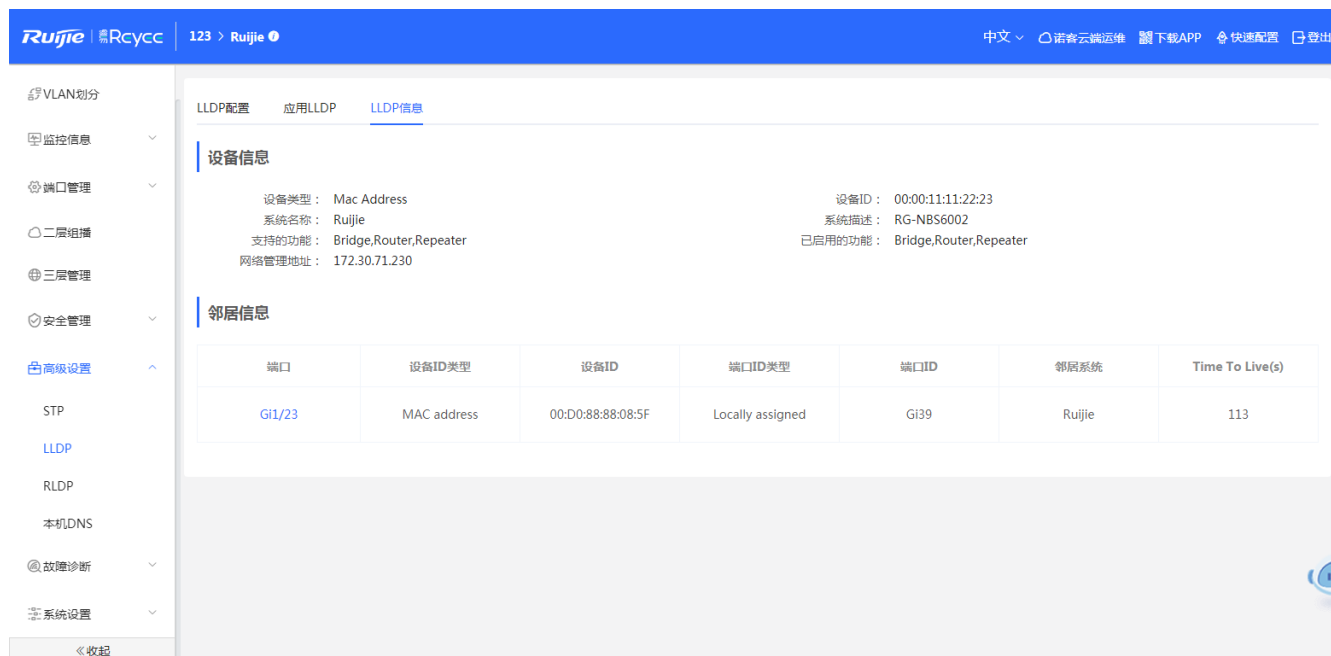 Ruijie | 睿易Rcycc 123 > Ruijie 中文 诺客云端运维 下载APP 快速配置 登出
VLAN划分
监控信息
端口管理
二层组播
三层管理
安全管理
高级设置
STP
LLDP
RLDP
本机DNS
故障诊断
系统设置
《收起
LLDP配置 应用LLDP LLDP信息
设备信息
设备类型： Mac Address 设备ID： 00:00:11:11:22:23
系统名称： Ruijie 系统描述： RG-NBS6002
支持的功能： Bridge,Router,Repeater 已启用的功能： Bridge,Router,Repeater
网络管理地址： 172.30.71.230
邻居信息
端口 设备ID类型 设备ID 端口ID类型 端口ID 邻居系统 Time To Live(s)
Gi1/23 MAC address 00:D0:88:88:08:5F Locally assigned Gi39 Ruijie 113